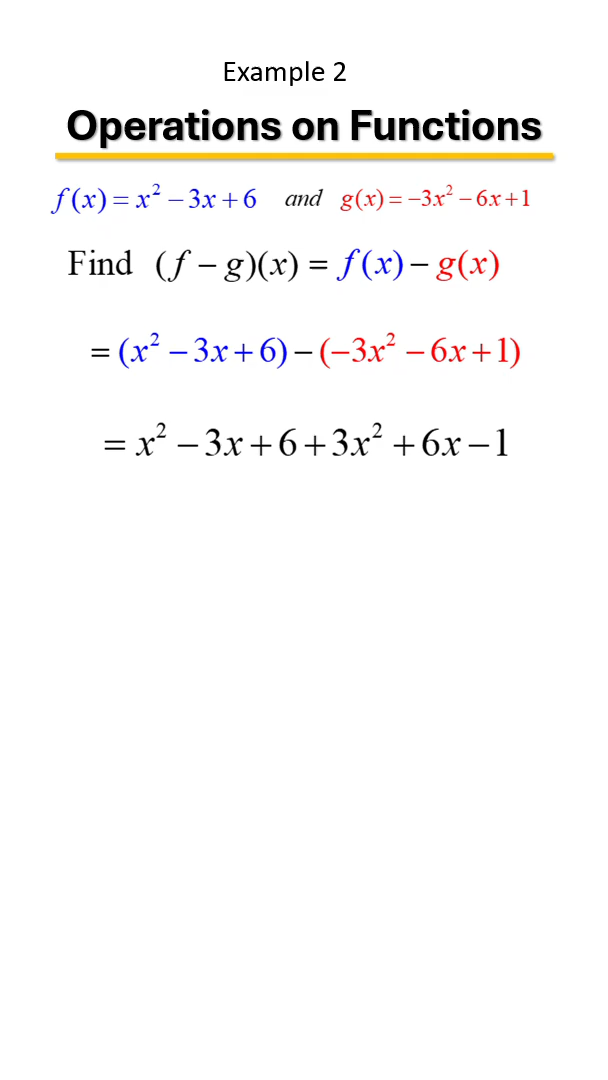 Example 2
Operations on Functions
f(x) = x² − 3x + 6 and g(x) = −3x² − 6x + 1
Find (f − g)(x) = f(x) − g(x)
= (x² − 3x + 6) − (−3x² − 6x + 1)
= x² − 3x + 6 + 3x² + 6x − 1